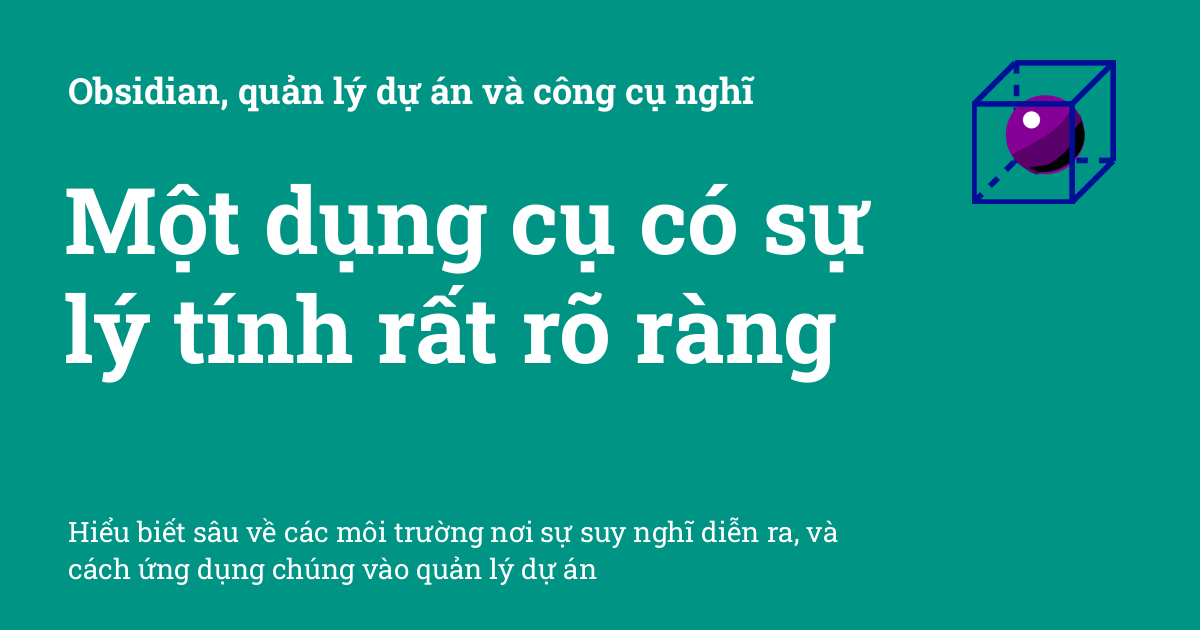 Obsidian, quản lý dự án và công cụ nghĩ
Một dụng cụ có sự
lý tính rất rõ ràng
Hiểu biết sâu về các môi trường nơi sự suy nghĩ diễn ra, và
cách ứng dụng chúng vào quản lý dự án